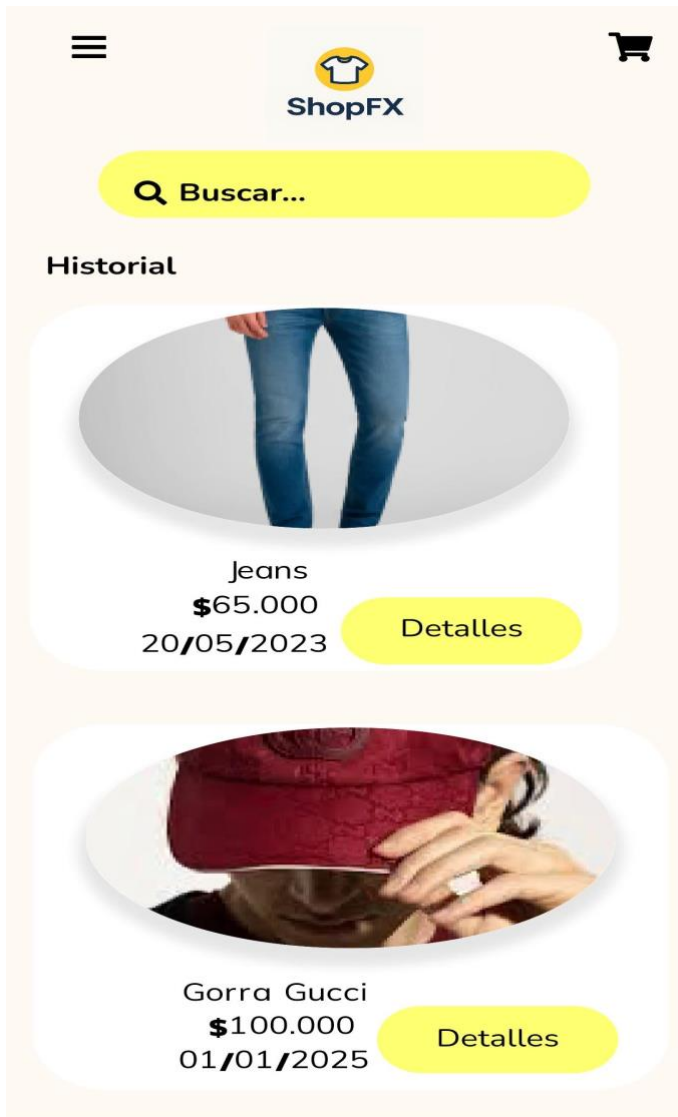 ShopFX
Buscar...
Historial
Jeans
$65.000
20/05/2023
Detalles
Gorra Gucci
$100.000
01/01/2025
Detalles